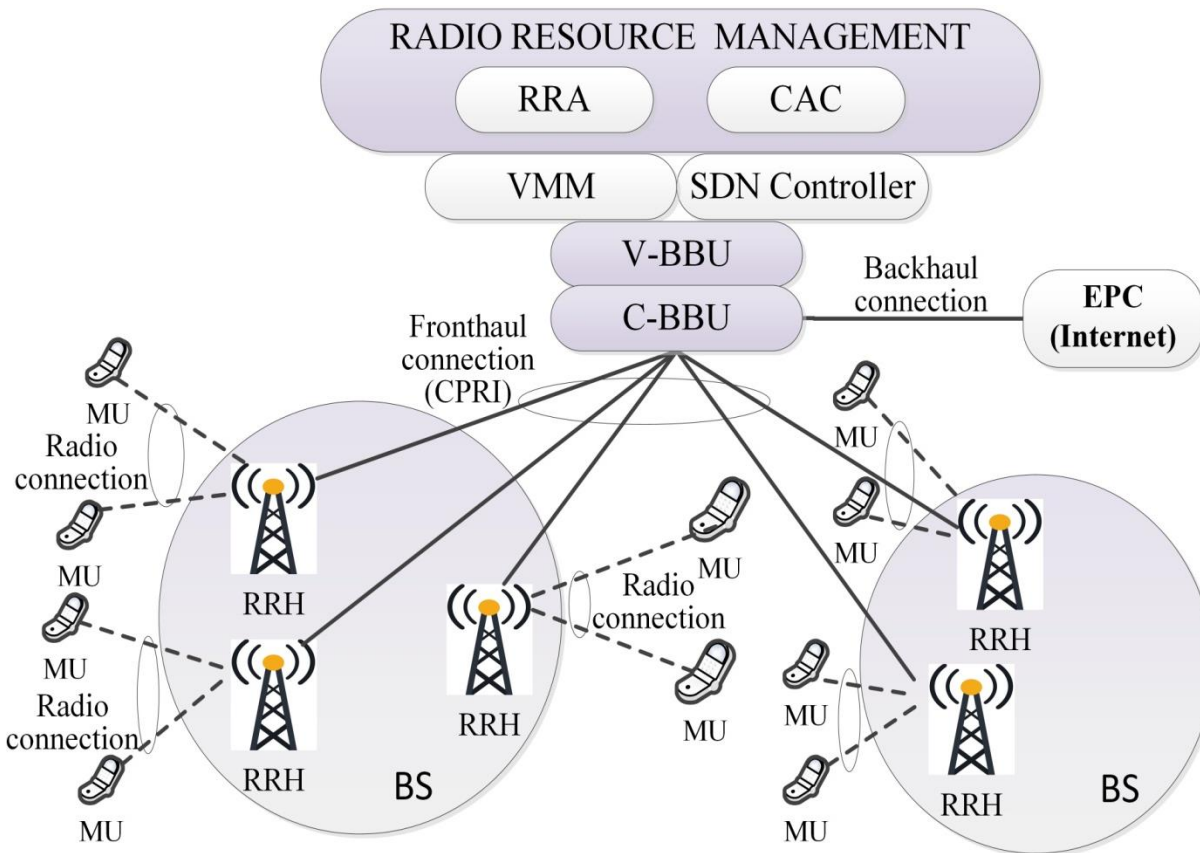 RADIO RESOURCE MANAGEMENT
RRA
CAC
VMM
SDN Controller
V-BBU
C-BBU
Backhaul
connection
EPC
(Internet)
Fronthaul
connection
(CPRI)
MU
Radio
connection
MU
RRH
MU
Radio
connection
MU
RRH
RRH
BS
MU
Radio
connection
MU
MU
MU
RRH
MU
MU
RRH
BS